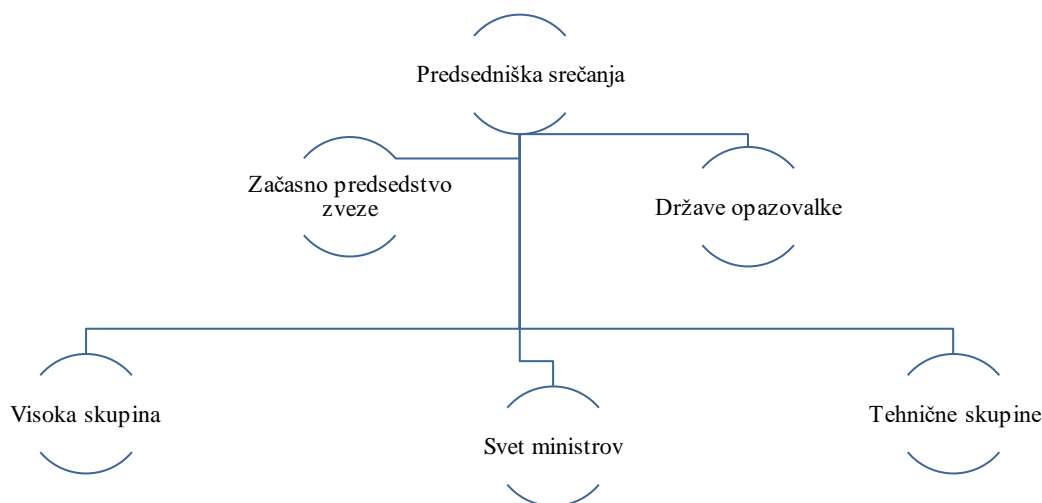 Predsedniška srečanja
Začasno predsedstvo
zveze
Države opazovalke
Visoka skupina
Svet ministrov
Tehnične skupine